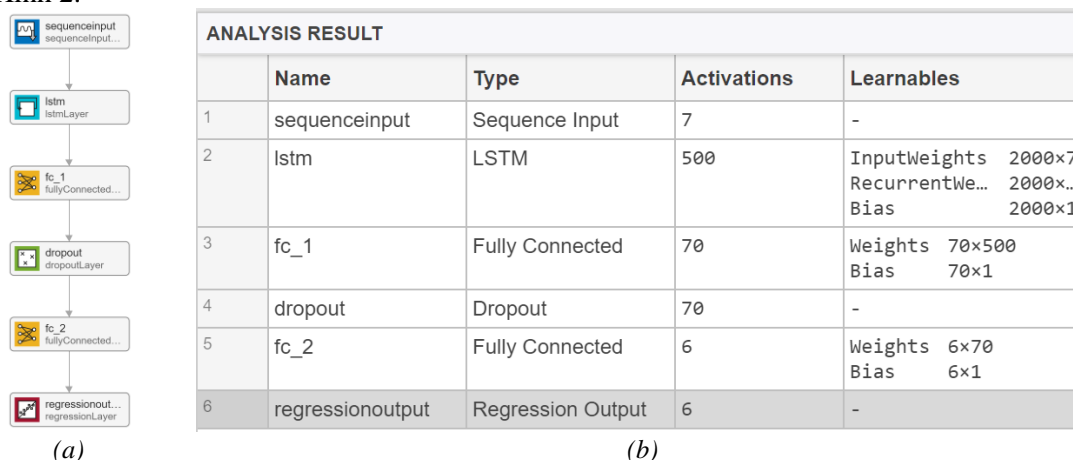 sequenceinput
sequenceInput...
lstm
lstmLayer
fc_1
fullyConnected...
dropout
dropoutLayer
fc_2
fullyConnected...
regressionout...
regressionLayer
(a)
ANALYSIS RESULT
Name Type Activations Learnables
1 sequenceinput Sequence Input 7 -
2 lstm LSTM 500 InputWeights 2000×7
RecurrentWe... 2000×...
Bias 2000×1
3 fc_1 Fully Connected 70 Weights 70×500
Bias 70×1
4 dropout Dropout 70 -
5 fc_2 Fully Connected 6 Weights 6×70
Bias 6×1
6 regressionoutput Regression Output 6 -
(b)